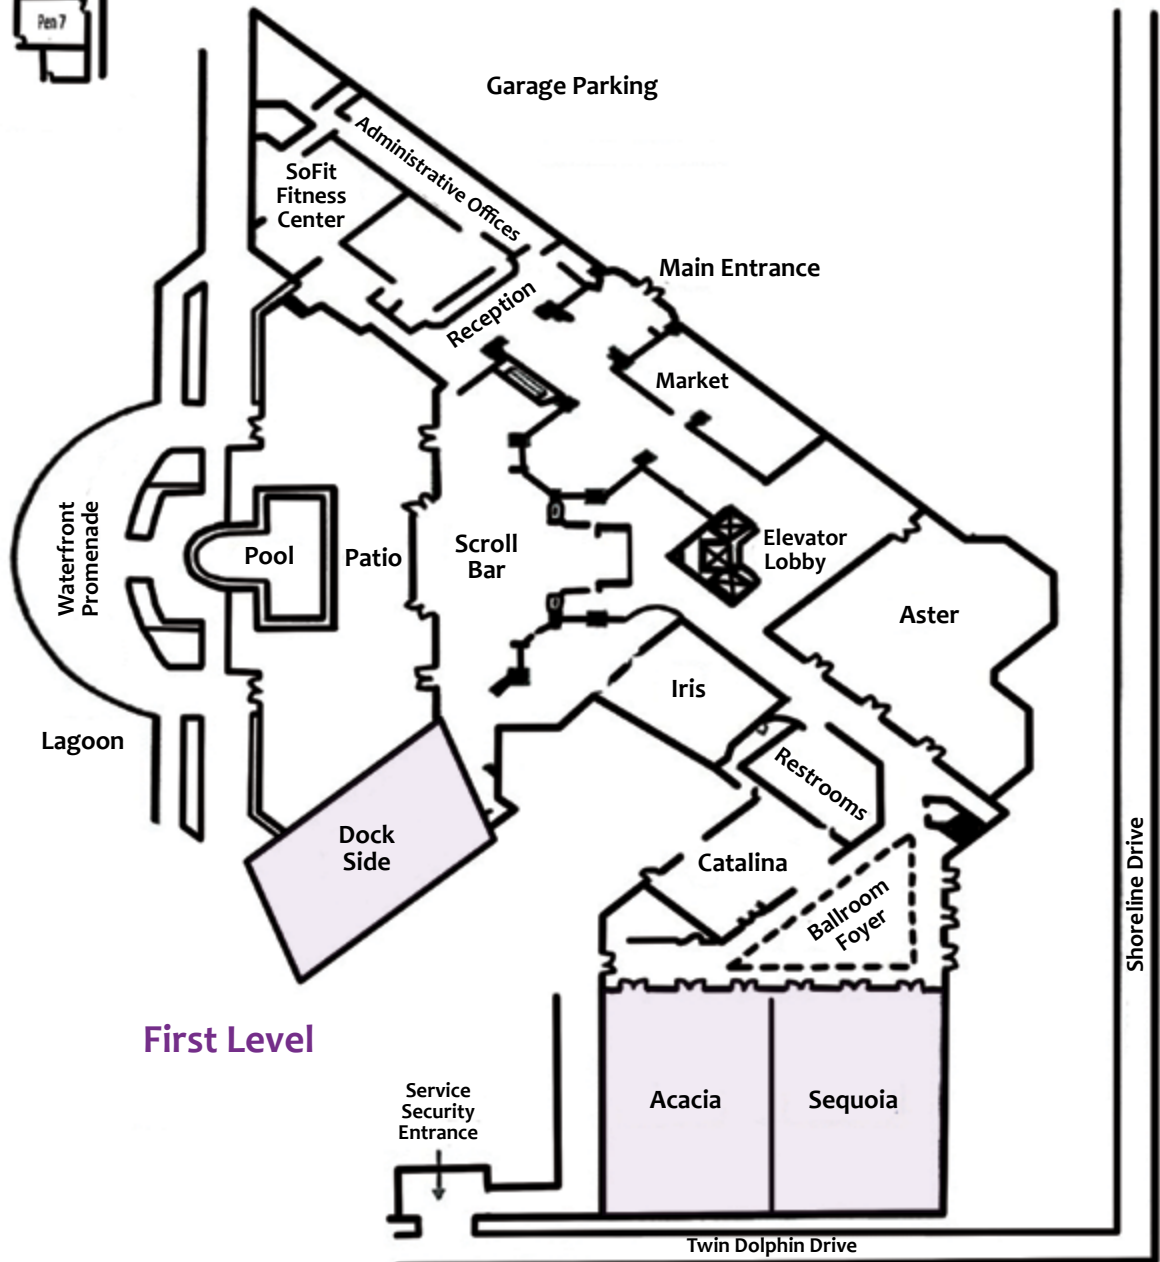 Pen 7
Garage Parking
Administrative Offices
SoFit
Fitness
Center
Main Entrance
Reception
Market
Waterfront
Promenade
Pool
Patio
Scroll
Bar
Elevator
Lobby
Aster
Iris
Lagoon
Restrooms
Dock
Side
Catalina
Ballroom
Foyer
Shoreline Drive
First Level
Service
Security
Entrance
Acacia
Sequoia
Twin Dolphin Drive